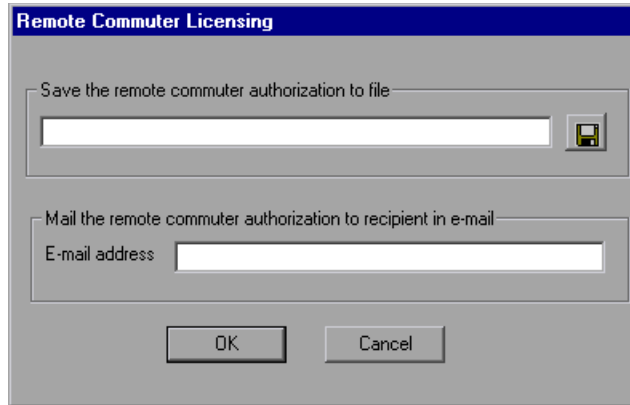 Remote Commuter Licensing
Save the remote commuter authorization to file
Mail the remote commuter authorization to recipient in e-mail
E-mail address
OK Cancel